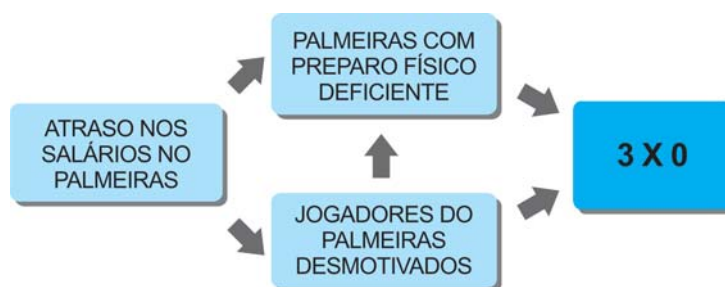 ATRASO NOS
SALÁRIOS NO
PALMEIRAS
PALMEIRAS COM
PREPARO FÍSICO
DEFICIENTE
JOGADORES DO
PALMEIRAS
DESMOTIVADOS
3 X 0